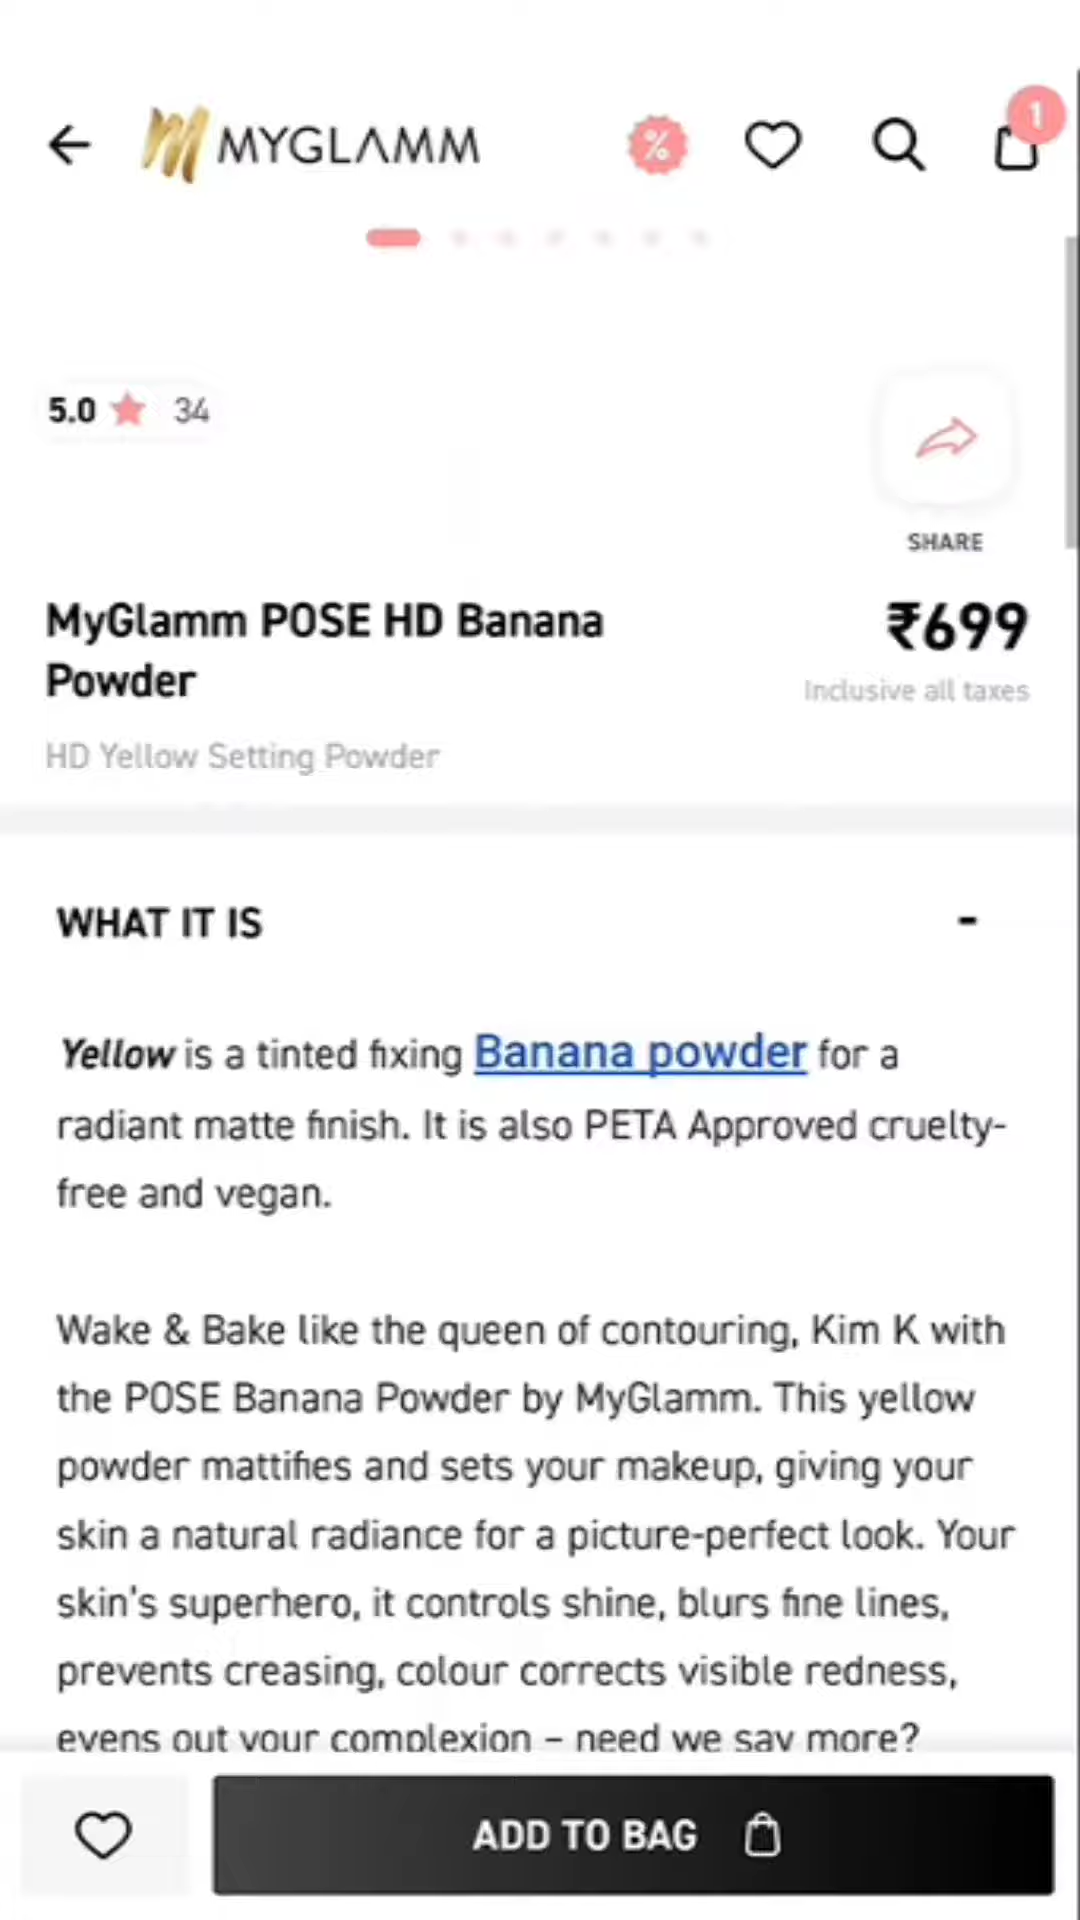 MYGLAMM
%
1
5.0 34
SHARE
MyGlamm POSE HD Banana
Powder
₹699
Inclusive all taxes
HD Yellow Setting Powder
WHAT IT IS -
Yellow is a tinted fixing Banana powder for a
radiant matte finish. It is also PETA Approved cruelty-
free and vegan.
Wake & Bake like the queen of contouring, Kim K with
the POSE Banana Powder by MyGlamm. This yellow
powder mattifies and sets your makeup, giving your
skin a natural radiance for a picture-perfect look. Your
skin's superhero, it controls shine, blurs fine lines,
prevents creasing, colour corrects visible redness,
evens out your complexion – need we say more?
ADD TO BAG